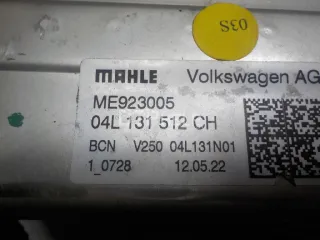 03S
MAHLE Volkswagen AG
ME923005
04L 131 512 CH
BCN V250 04L131N01
1_0728 12.05.22